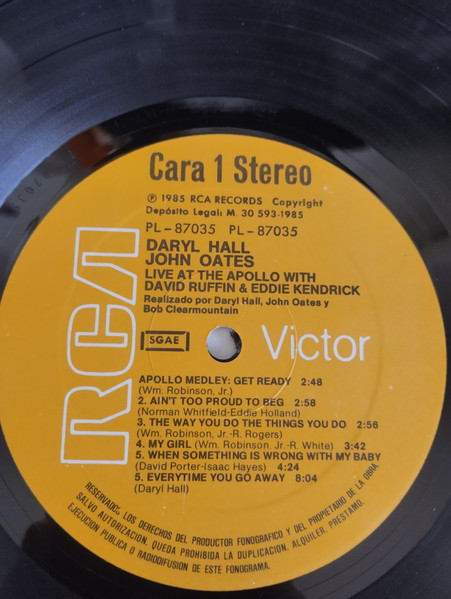 Cara 1 Stereo
℗ 1985 RCA RECORDS Copyright
Depósito Legal: M. 30 593-1985
PL-87035 PL-87035
DARYL HALL
JOHN OATES
LIVE AT THE APOLLO WITH
DAVID RUFFIN & EDDIE KENDRICK
Realizado por Daryl Hall, John Oates y
Bob Clearmountain
RCA
SGAE
Victor
APOLLO MEDLEY: GET READY 2:48
(Wm. Robinson, Jr.)
2. AIN'T TOO PROUD TO BEG 2:58
(Norman Whitfield-Eddie Holland)
3. THE WAY YOU DO THE THINGS YOU DO 2:56
(Wm. Robinson, Jr.-R. Rogers)
4. MY GIRL (Wm. Robinson, Jr.-R. White) 3:42
5. WHEN SOMETHING IS WRONG WITH MY BABY
(David Porter-Isaac Hayes) 4:24
5. EVERYTIME YOU GO AWAY 8:04
(Daryl Hall)
RESERVADOS LOS DERECHOS DEL PRODUCTOR FONOGRAFICO Y DEL PROPIETARIO DE LA OBRA.
SALVO AUTORIZACION. QUEDA PROHIBIDA LA DUPLICACION. ALQUILER. PRESTAMO.
EJECUCION PUBLICA O RADIODIFUSION DE ESTE FONOGRAMA.